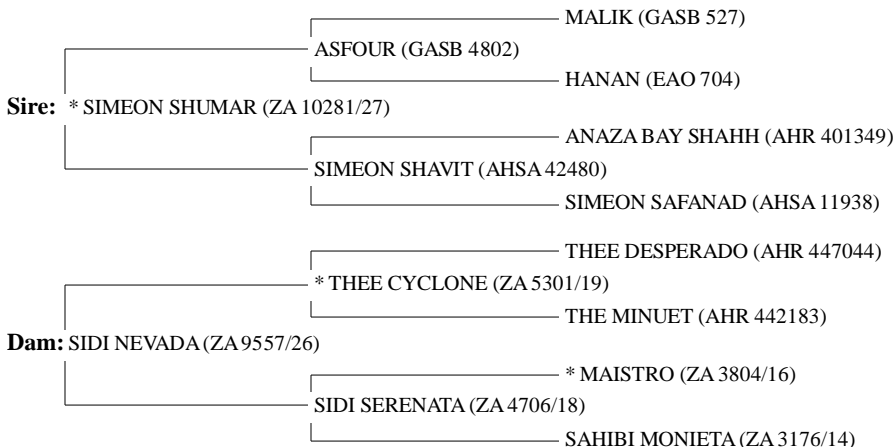 MALIK (GASB 527)
ASFOUR (GASB 4802)
HANAN (EAO 704)
Sire: * SIMEON SHUMAR (ZA 10281/27)
ANAZA BAY SHAHH (AHR 401349)
SIMEON SHAVIT (AHSA 42480)
SIMEON SAFANAD (AHSA 11938)
THEE DESPERADO (AHR 447044)
* THEE CYCLONE (ZA 5301/19)
THE MINUET (AHR 442183)
Dam: SIDI NEVADA (ZA 9557/26)
* MAISTRO (ZA 3804/16)
SIDI SERENATA (ZA 4706/18)
SAHIBI MONIETA (ZA 3176/14)